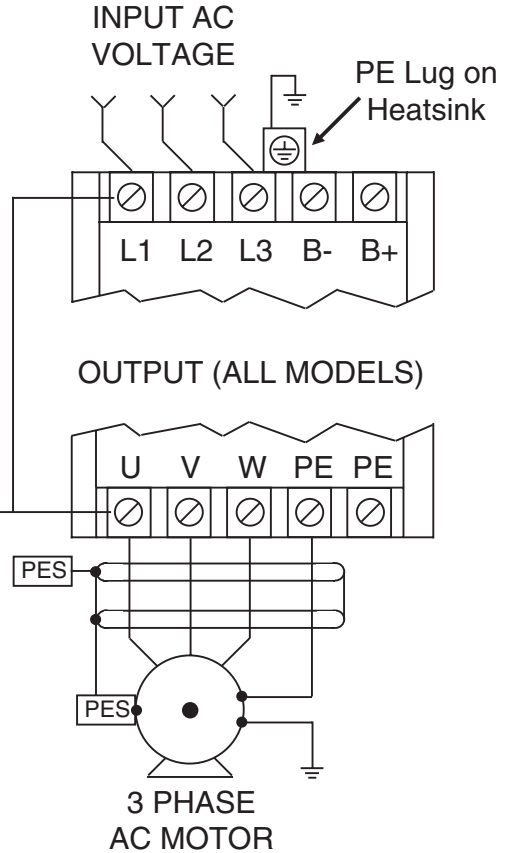 INPUT AC
VOLTAGE
PE Lug on
Heatsink
L1 L2 L3 B- B+
OUTPUT (ALL MODELS)
U V W PE PE
PES
PES
3 PHASE
AC MOTOR